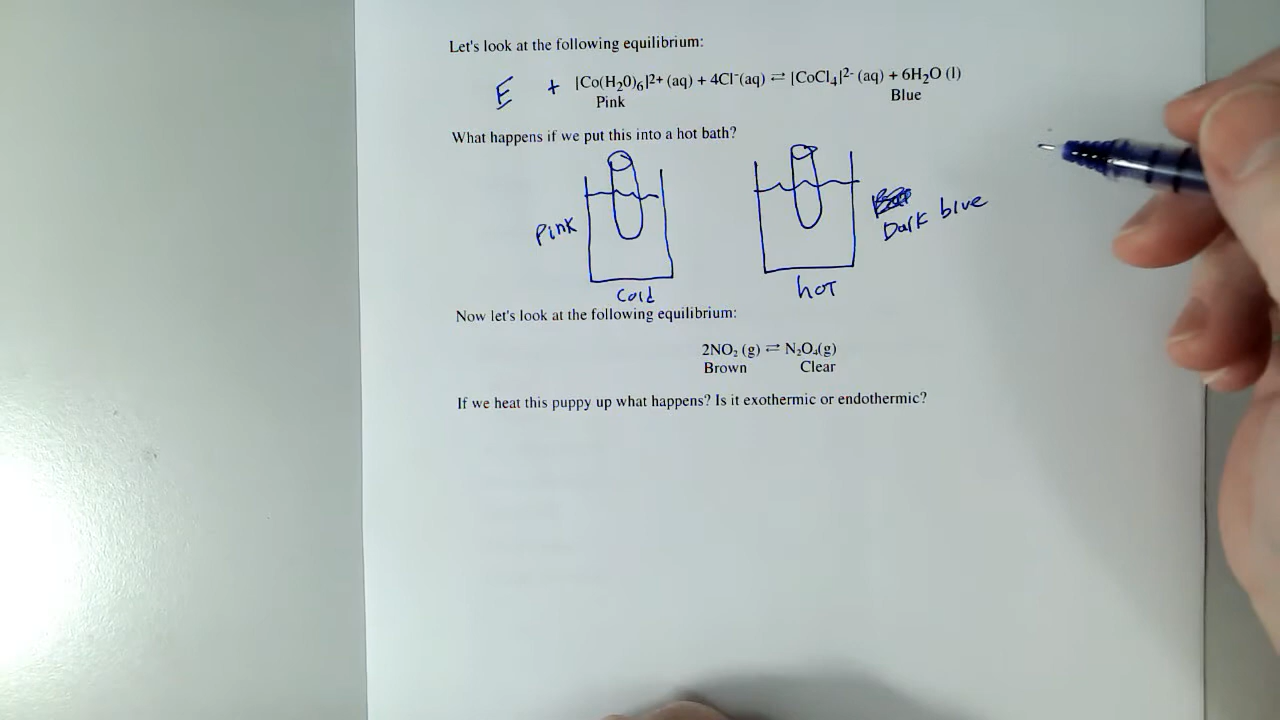 Let's look at the following equilibrium:
E + |Co(H₂0)₆|²⁺ (aq) + 4Cl⁻(aq) ⇌ |CoCl₄|²⁻ (aq) + 6H₂O (l)
Pink Blue
What happens if we put this into a hot bath?
Pink Dark blue
Cold hot
Now let's look at the following equilibrium:
2NO₂ (g) ⇌ N₂O₄(g)
Brown Clear
If we heat this puppy up what happens? Is it exothermic or endothermic?